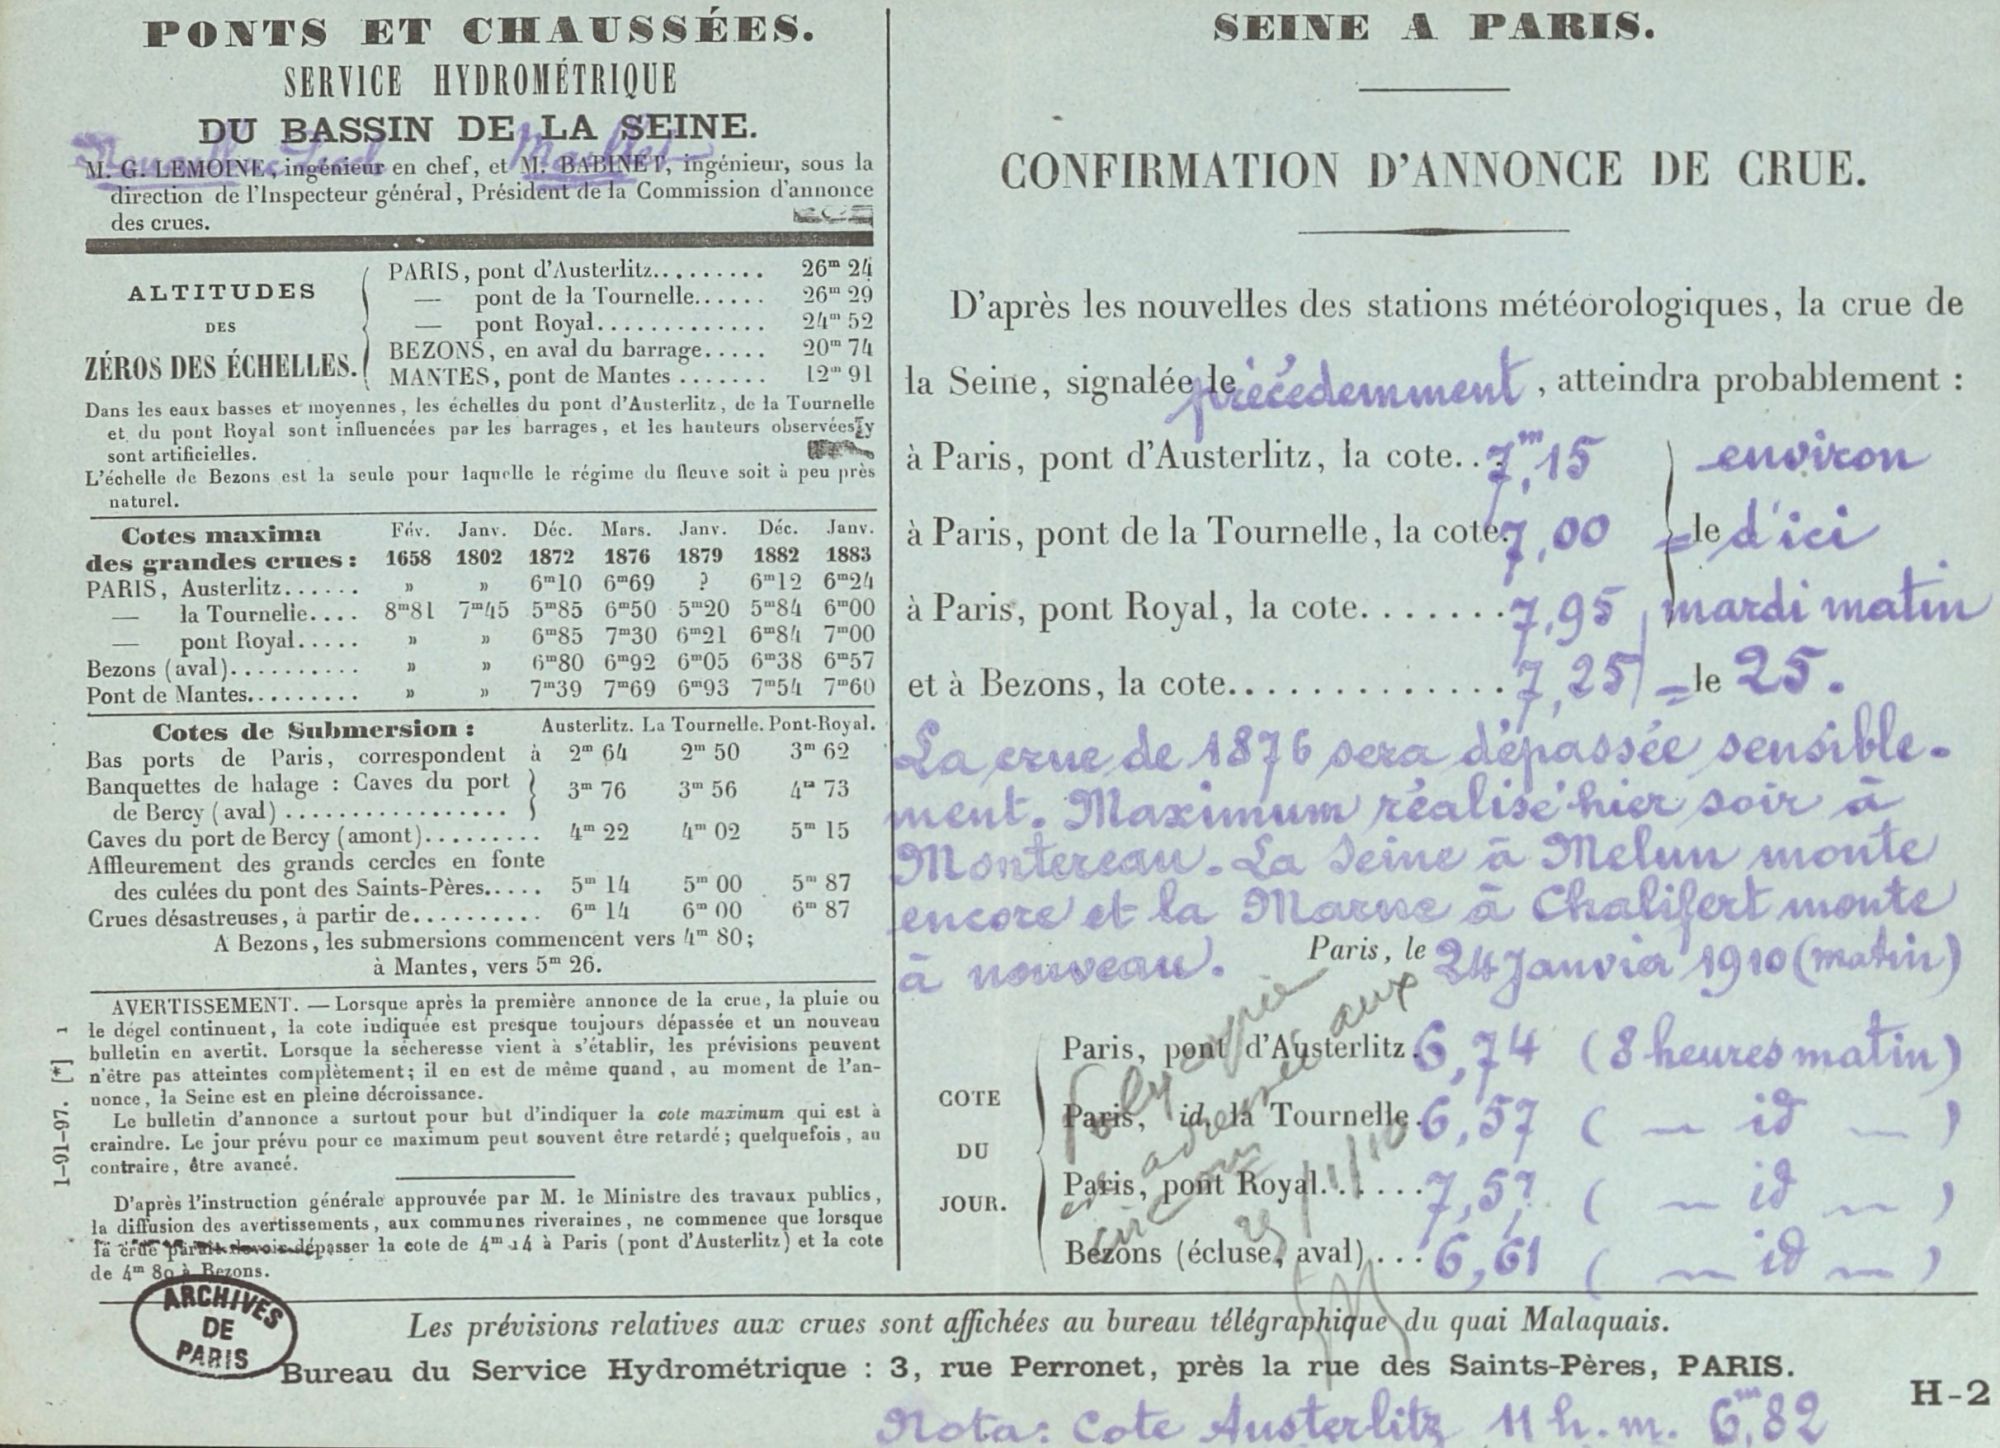 PONTS ET CHAUSSÉES.
SERVICE HYDROMÉTRIQUE
DU BASSIN DE LA SEINE.
M. G. LEMOINE, ingénieur en chef, et M. BABINET, ingénieur, sous la
direction de l'Inspecteur général, Président de la Commission d'annonce
des crues.
ALTITUDES
DES
ZÉROS DES ÉCHELLES.
PARIS, pont d'Austerlitz......... 26m 24
— pont de la Tournelle...... 26m 29
— pont Royal............. 24m 52
BEZONS, en aval du barrage..... 20m 74
MANTES, pont de Mantes ....... 12m 91
Dans les eaux basses et moyennes, les échelles du pont d'Austerlitz, de la Tournelle
et du pont Royal sont influencées par les barrages, et les hauteurs observées y
sont artificielles.
L'échelle de Bezons est la seule pour laquelle le régime du fleuve soit à peu près
naturel.
Cotes maxima Fév. Janv. Déc. Mars. Janv. Déc. Janv.
des grandes crues: 1658 1802 1872 1876 1879 1882 1883
PARIS, Austerlitz...... » » 6m10 6m69 ? 6m12 6m24
— la Tournelle.... 8m81 7m45 5m85 6m50 5m20 5m84 6m00
— pont Royal..... » » 6m85 7m30 6m21 6m84 7m00
Bezons (aval).......... » » 6m80 6m92 6m05 6m38 6m57
Pont de Mantes......... » » 7m39 7m69 6m93 7m54 7m60
Cotes de Submersion: Austerlitz. La Tournelle. Pont-Royal.
Bas ports de Paris, correspondent à 2m 64 2m 50 3m 62
Banquettes de halage : Caves du port
de Bercy (aval) ................. 3m 76 3m 56 4m 73
Caves du port de Bercy (amont)......... 4m 22 4m 02 5m 15
Affleurement des grands cercles en fonte
des culées du pont des Saints-Pères..... 5m 14 5m 00 5m 87
Crues désastreuses, à partir de.......... 6m 14 6m 00 6m 87
A Bezons, les submersions commencent vers 4m 80;
à Mantes, vers 5m 26.
AVERTISSEMENT. — Lorsque après la première annonce de la crue, la pluie ou
le dégel continuent, la cote indiquée est presque toujours dépassée et un nouveau
bulletin en avertit. Lorsque la sécheresse vient à s'établir, les prévisions peuvent
n'être pas atteintes complètement; il en est de même quand, au moment de l'an-
nonce, la Seine est en pleine décroissance.
Le bulletin d'annonce a surtout pour but d'indiquer la cote maximum qui est à
craindre. Le jour prévu pour ce maximum peut souvent être retardé; quelquefois, au
contraire, être avancé.
D'après l'instruction générale approuvée par M. le Ministre des travaux publics,
la diffusion des avertissements, aux communes riveraines, ne commence que lorsque
la crue paraît devoir dépasser la cote de 4m 14 à Paris (pont d'Austerlitz) et la cote
de 4m 80 à Bezons.
1-91-97. [*] 1
SEINE A PARIS.
CONFIRMATION D'ANNONCE DE CRUE.
D'après les nouvelles des stations météorologiques, la crue de
la Seine, signalée le précédemment, atteindra probablement :
à Paris, pont d'Austerlitz, la cote... 7m,15 environ
à Paris, pont de la Tournelle, la cote. 7,00 le d'ici
à Paris, pont Royal, la cote....... 7,95 mardi matin
et à Bezons, la cote.............. 7,25 le 25.
La crue de 1876 sera dépassée sensible-
ment. Maximum réalisé hier soir à
Montereau. La Seine à Melun monte
encore et la Marne à Chalifert monte
à nouveau. Paris, le 24 Janvier 1910 (matin)
COTE
DU
JOUR.
Paris, pont d'Austerlitz. 6,74 (8 heures matin)
Paris, id. la Tournelle. 6,57 ( — id — )
Paris, pont Royal...... 7,57 ( — id — )
Bezons (écluse, aval)... 6,61 ( — id — )
Les prévisions relatives aux crues sont affichées au bureau télégraphique du quai Malaquais.
Bureau du Service Hydrométrique : 3, rue Perronet, près la rue des Saints-Pères, PARIS.
ARCHIVES
DE
PARIS
H-2
Nota: Cote Austerlitz 11 h. m. 6m,82